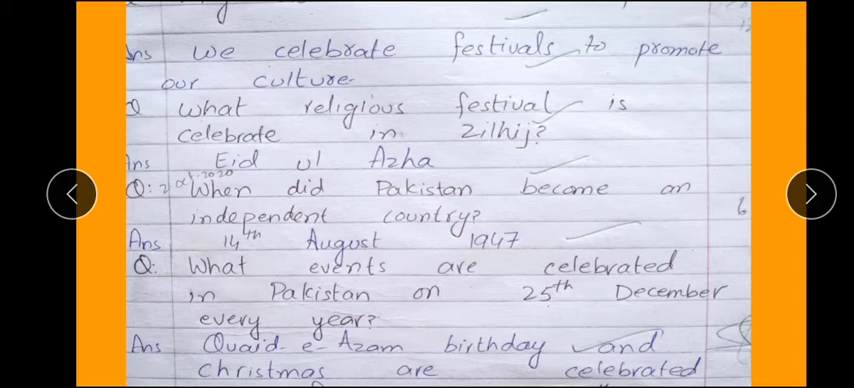 Ans We celebrate festivals to promote
our culture.
Q What religious festival is
celebrate in Zilhij?
Ans Eid ul Azha
Q: When did Pakistan become an
independent country?
Ans 14th August 1947
Q: What events are celebrated
in Pakistan on 25th December
every year?
Ans Quaid-e-Azam birthday and
Christmas are celebrated